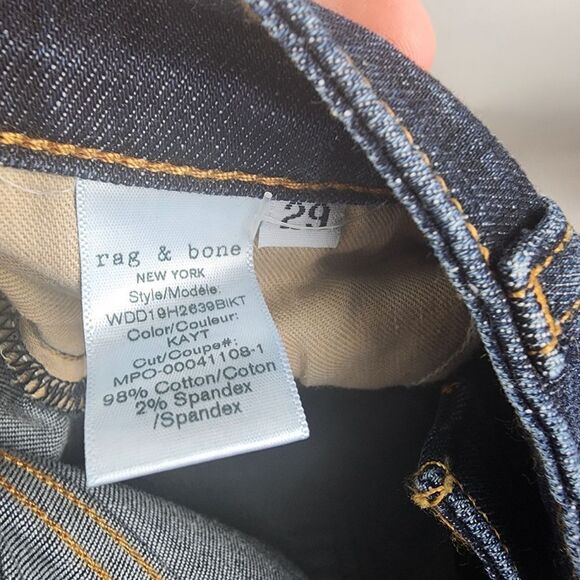 rag & bone
NEW YORK
Style/Modèle:
WDD19H2639BIKT
Color/Couleur:
KAYT
Cut/Coupe#:
MPO-00041108-1
98% Cotton/Coton
2% Spandex
/Spandex
29